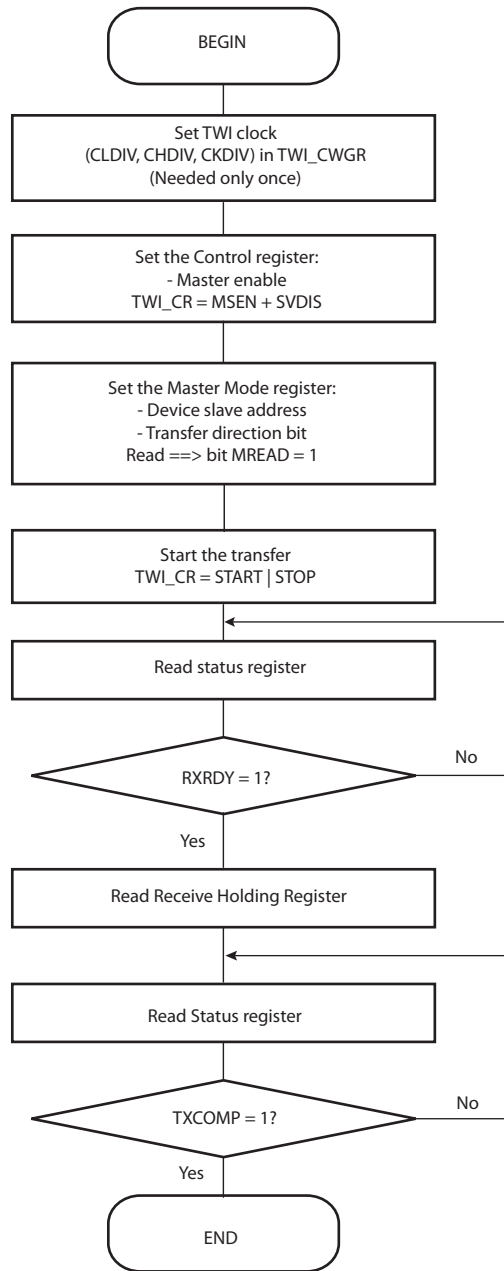 BEGIN
Set TWI clock
(CLDIV, CHDIV, CKDIV) in TWI_CWGR
(Needed only once)
Set the Control register:
- Master enable
TWI_CR = MSEN + SVDIS
Set the Master Mode register:
- Device slave address
- Transfer direction bit
Read ==> bit MREAD = 1
Start the transfer
TWI_CR = START | STOP
Read status register
RXRDY = 1?
No
Yes
Read Receive Holding Register
Read Status register
TXCOMP = 1?
No
Yes
END